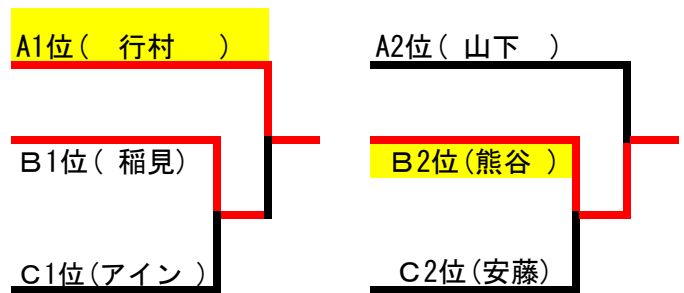 A1位(　行村　　)
B1位( 稲見)
C1位(アイン )
A2位( 山下　)
B2位(熊谷 )
C2位(安藤)